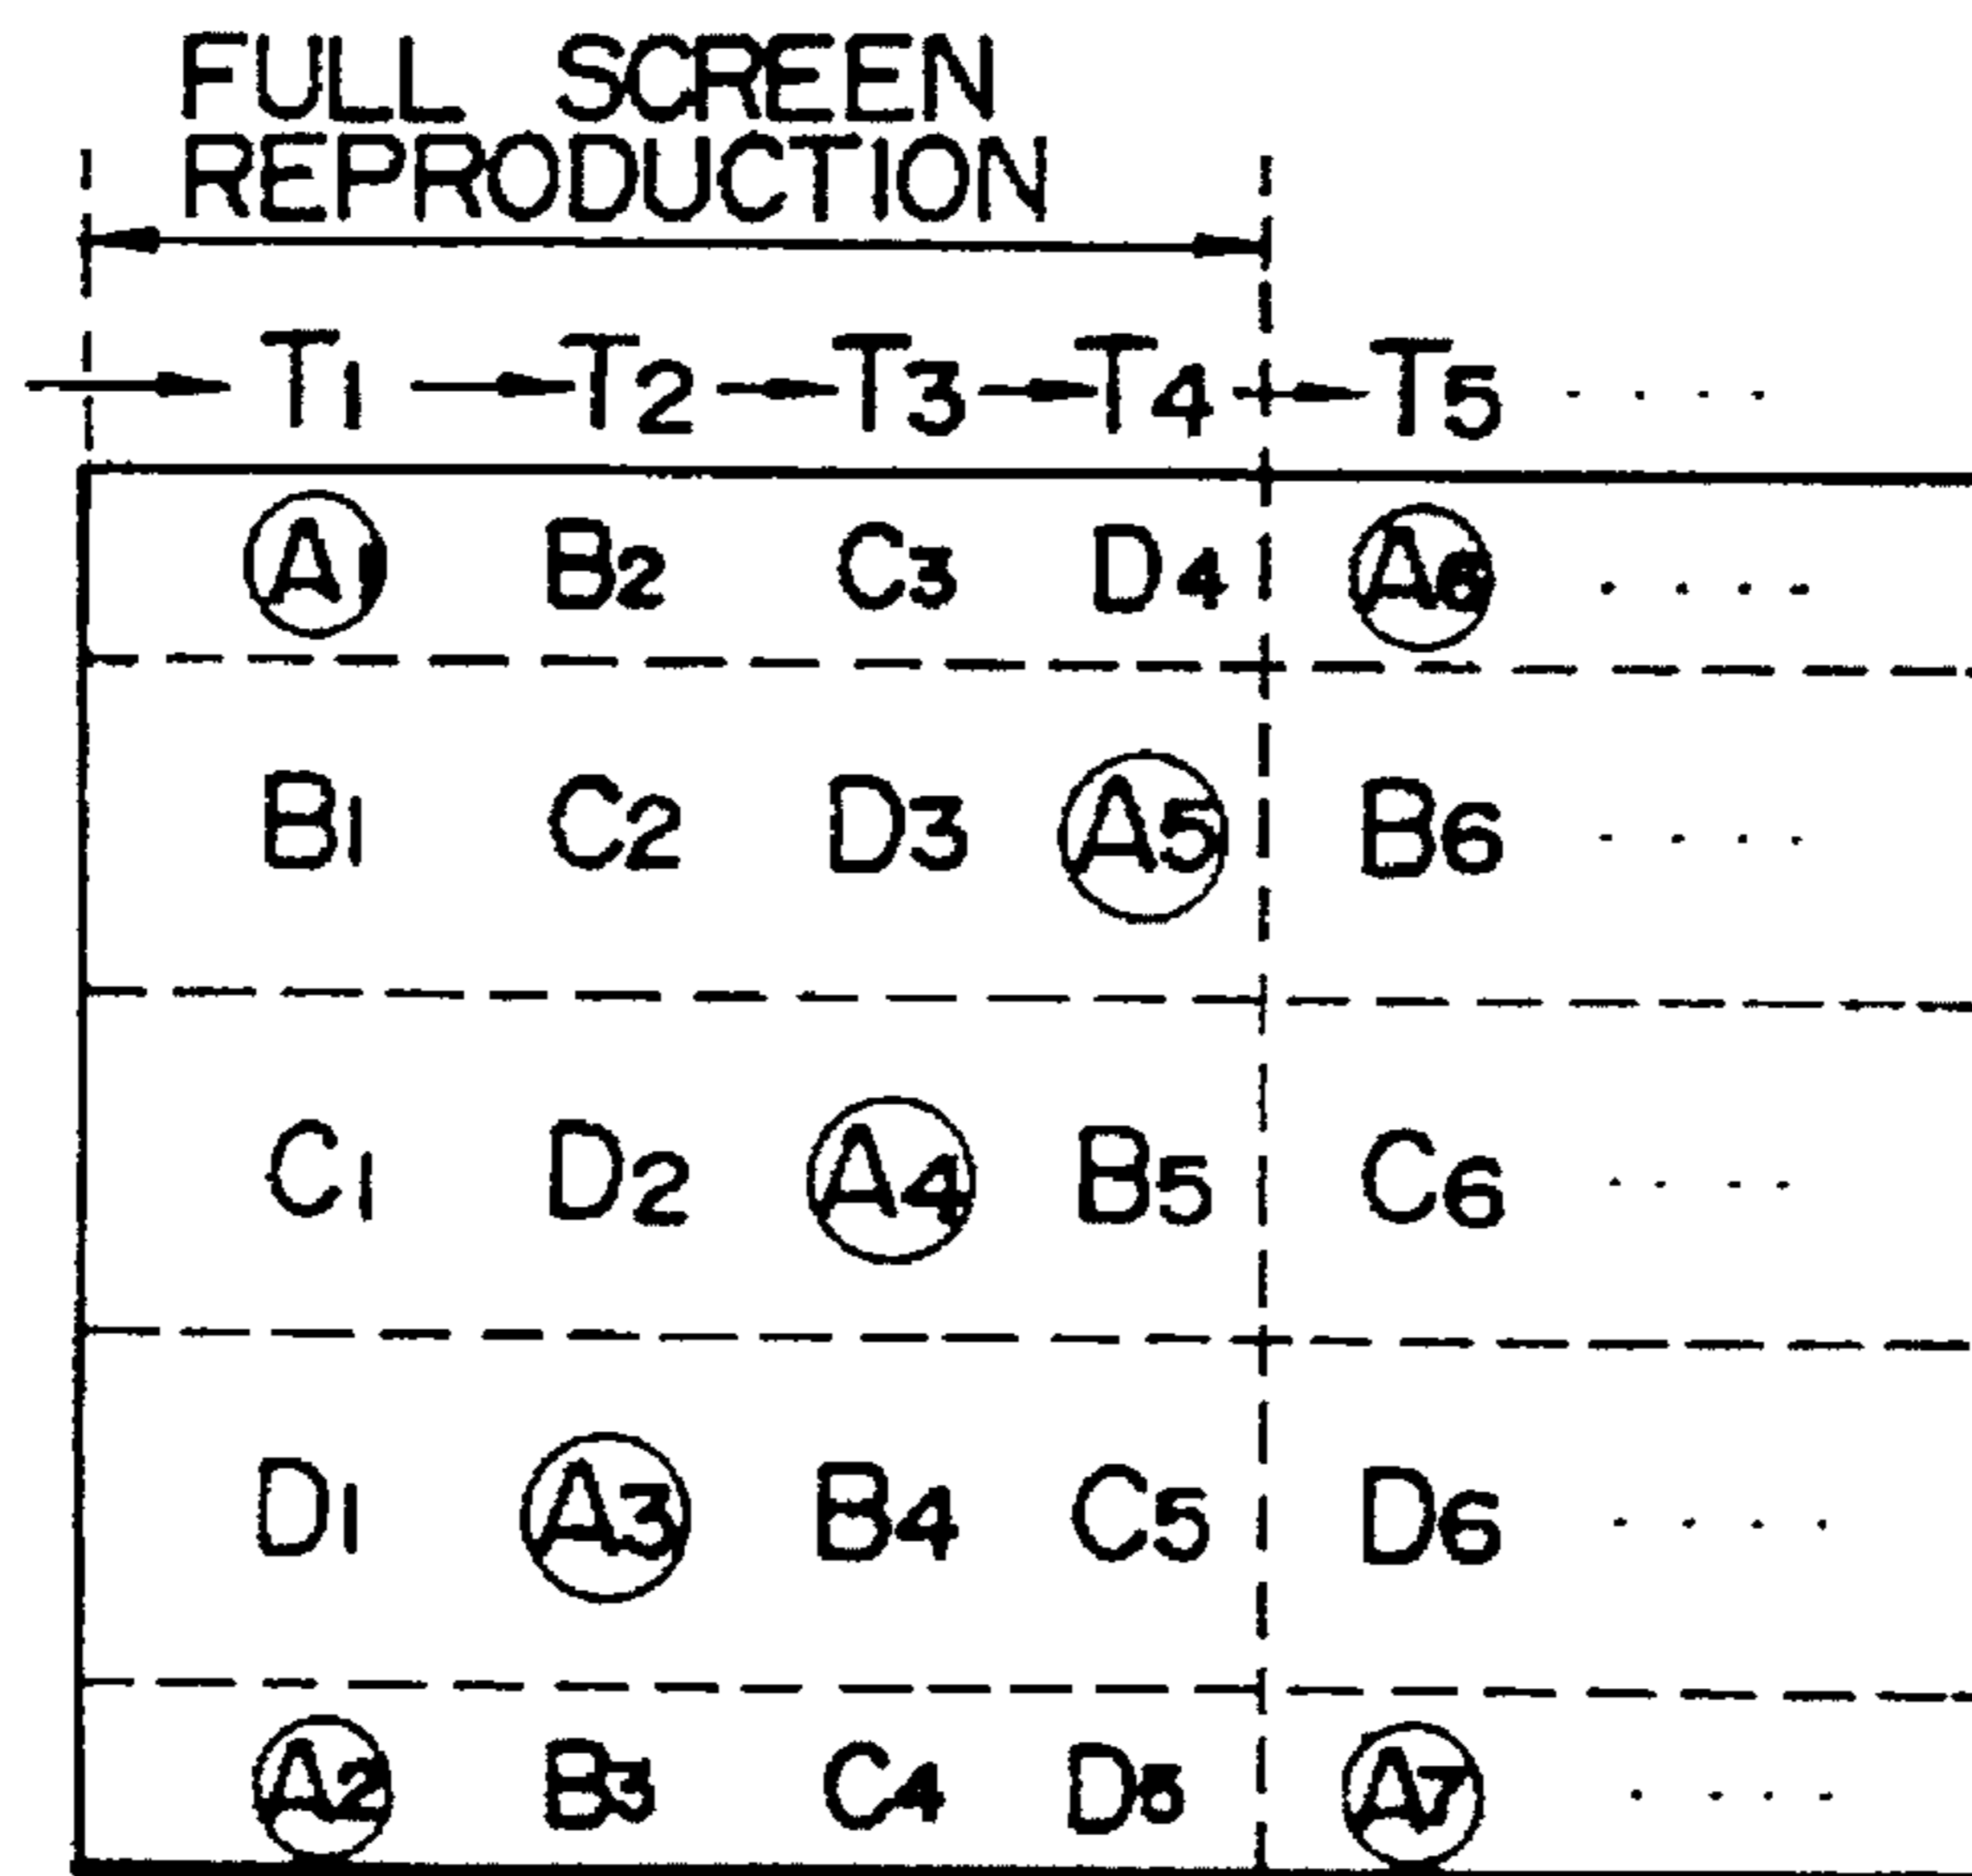 FULL SCREEN
REPRODUCTION
T1 T2 T3 T4 T5 ....
A1 B2 C3 D4 A6 ....
B1 C2 D3 A5 B6 ....
C1 D2 A4 B5 C6 ....
D1 A3 B4 C5 D6 ....
A2 B3 C4 D5 A7 ....